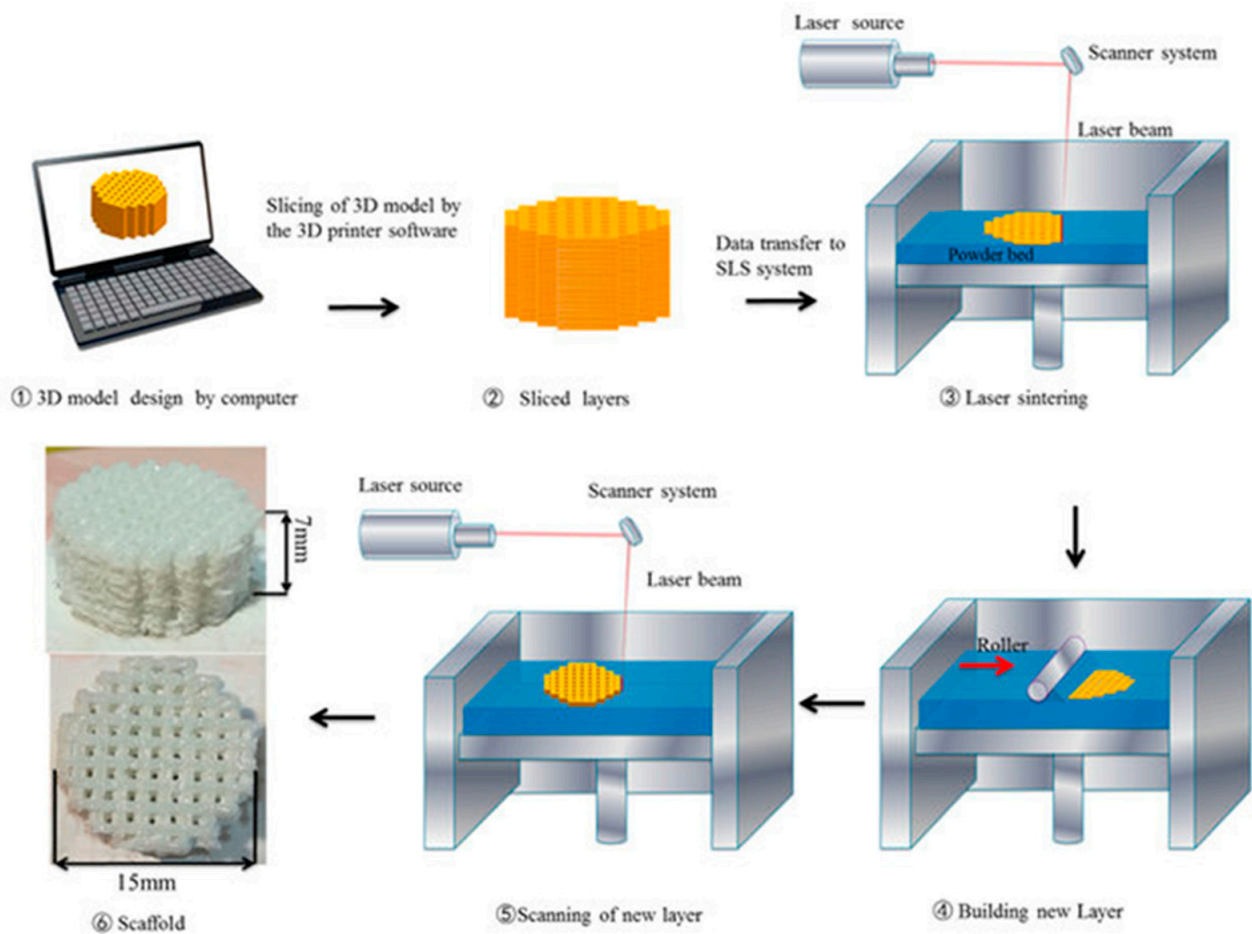 Laser source
Scanner system
Laser beam
Slicing of 3D model by
the 3D printer software
Data transfer to
SLS system
Powder bed
① 3D model design by computer
② Sliced layers
③ Laser sintering
7mm
15mm
⑥ Scaffold
Laser source
Scanner system
Laser beam
⑤Scanning of new layer
Roller
④ Building new Layer